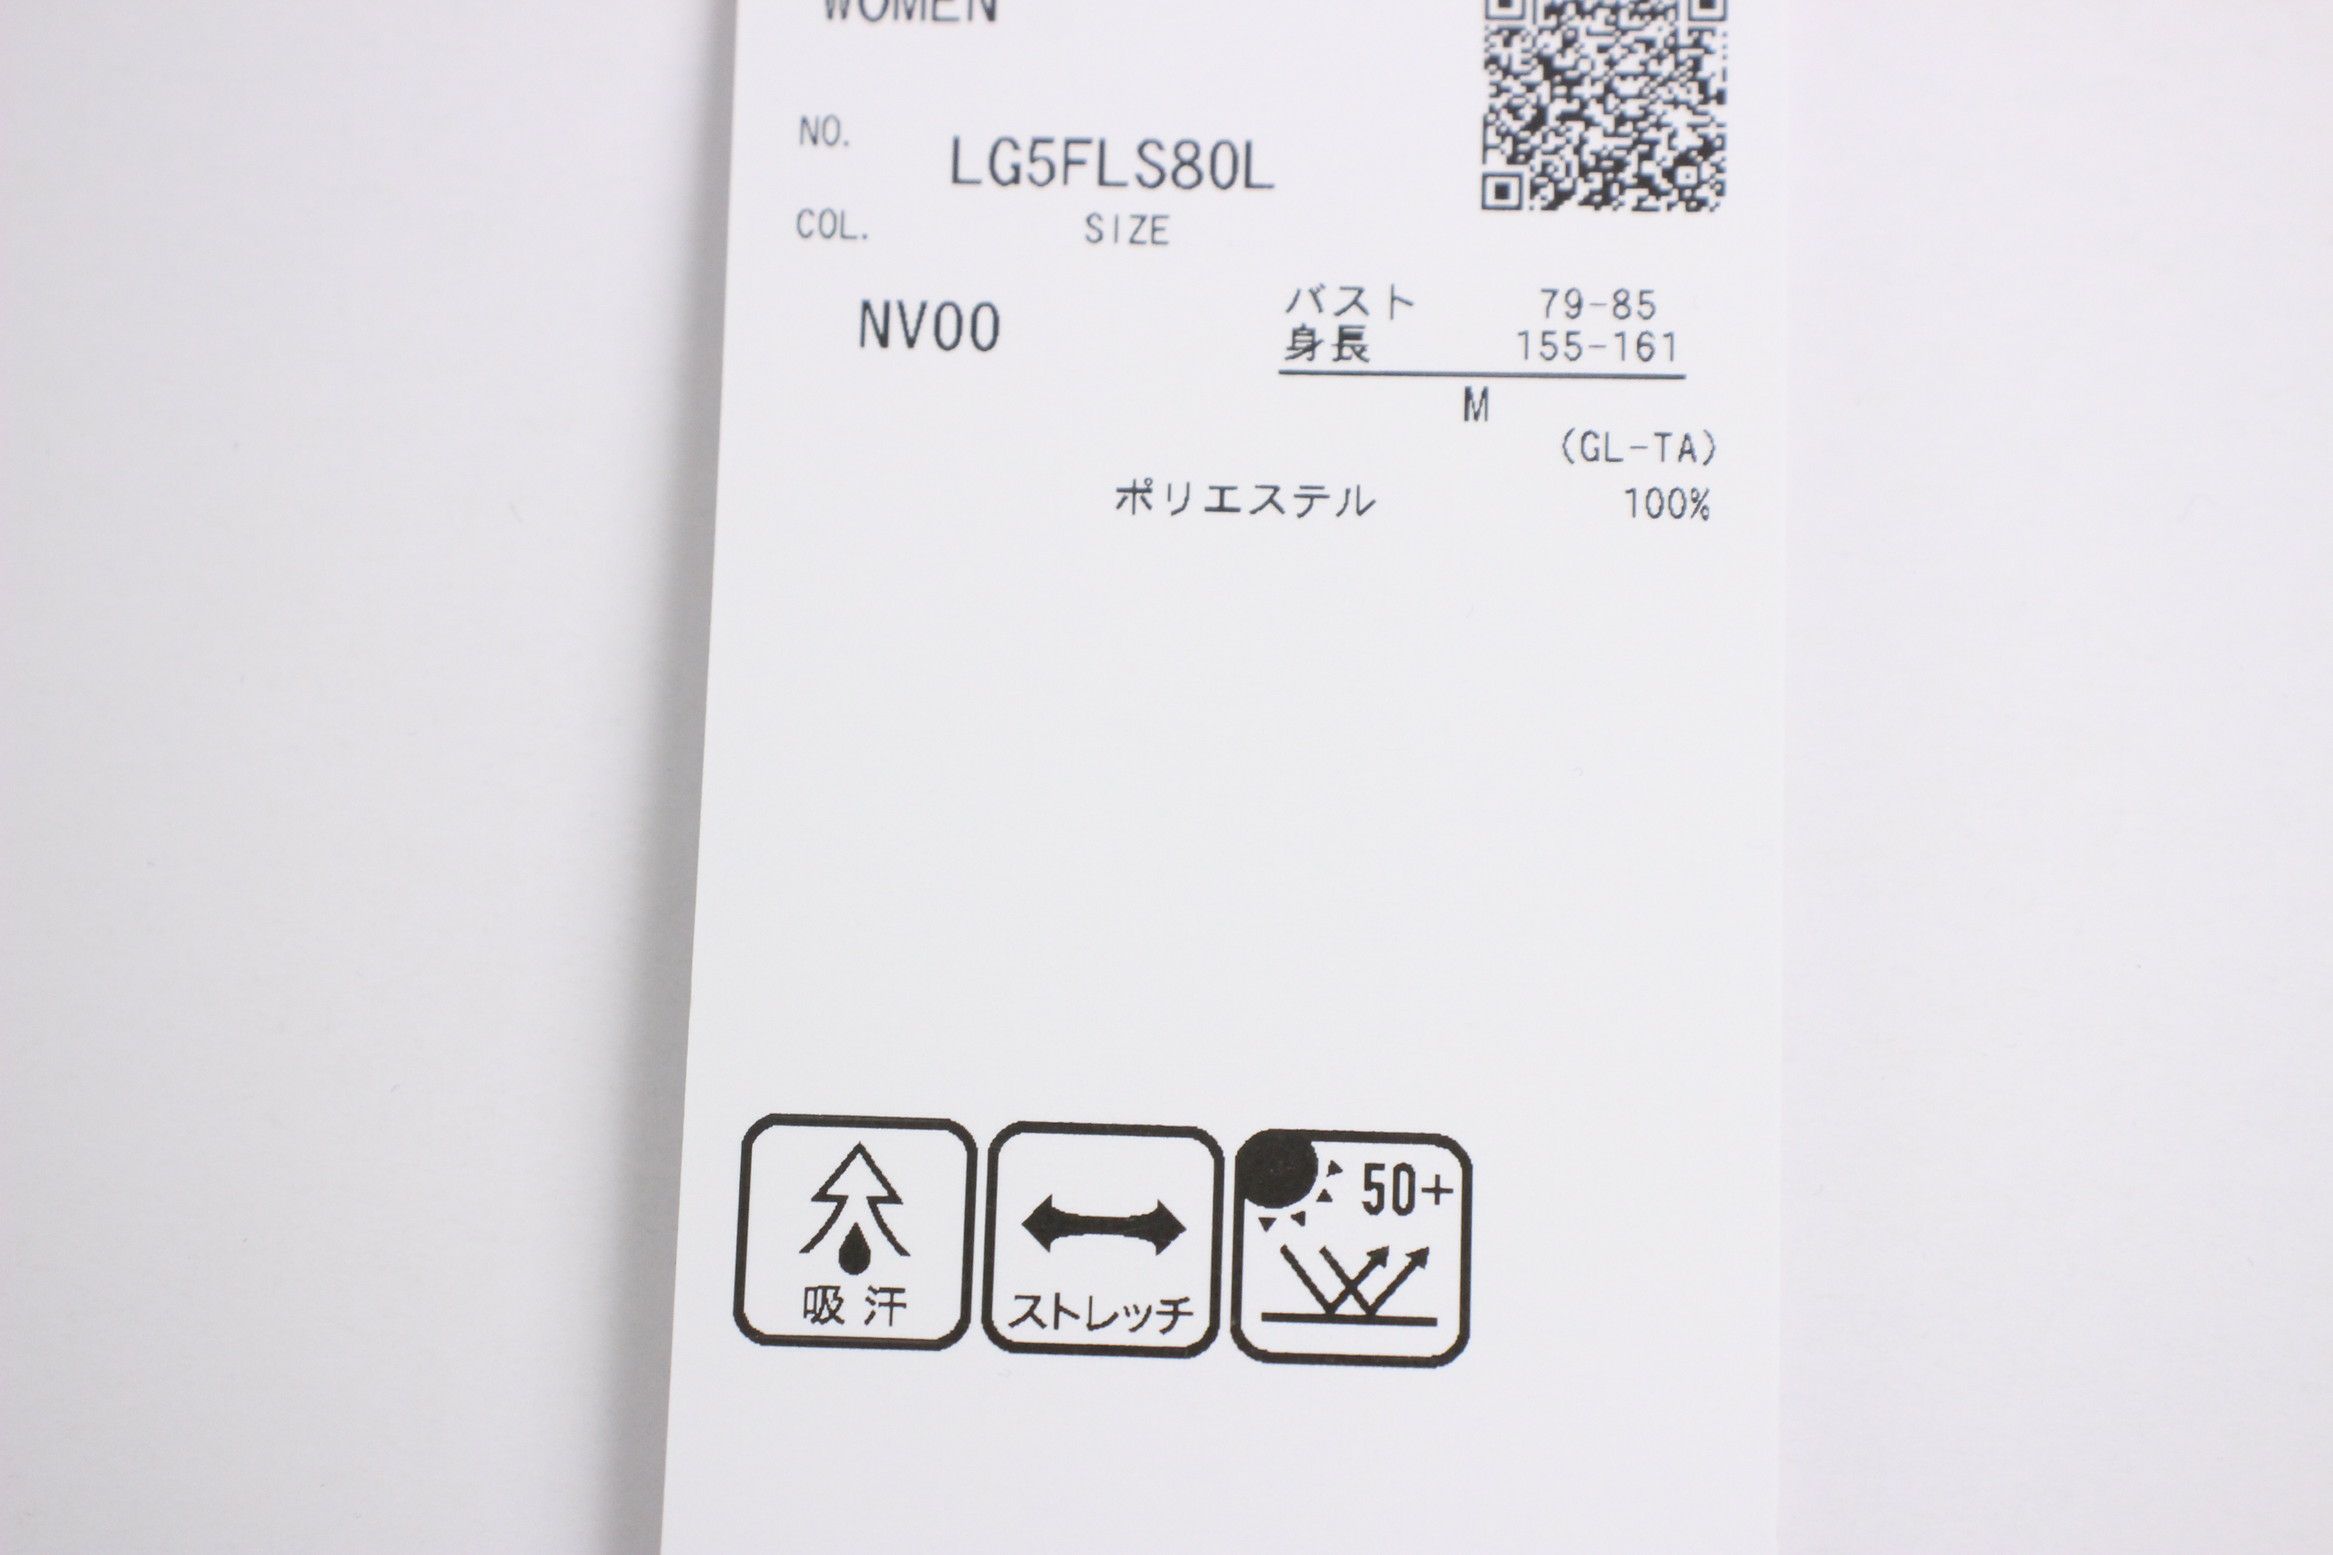 WOMEN
NO.
LG5FLS80L
COL. SIZE
NV00
バスト 79-85
身長 155-161
M
(GL-TA)
ポリエステル 100%
50+
吸汗 ストレッチ